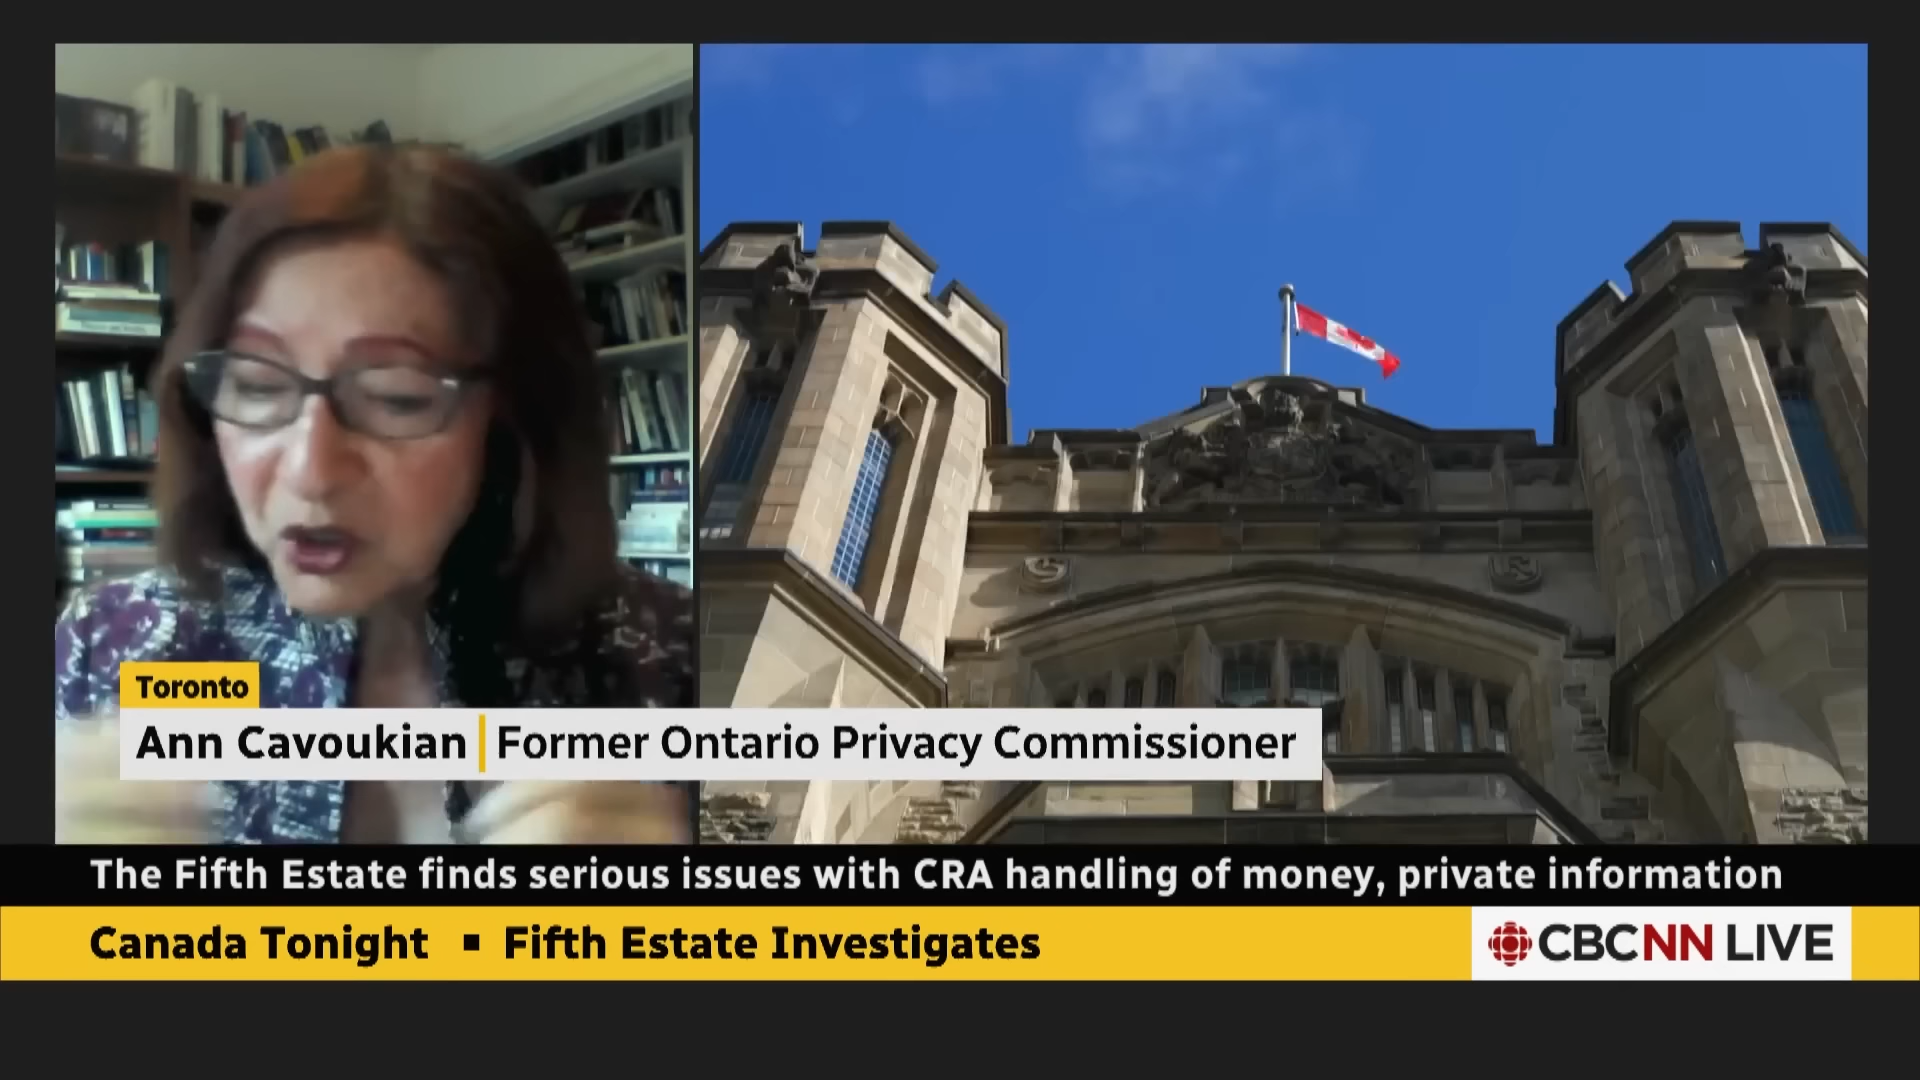 Toronto
Ann Cavoukian | Former Ontario Privacy Commissioner
The Fifth Estate finds serious issues with CRA handling of money, private information
Canada Tonight ▪ Fifth Estate Investigates
CBCNN LIVE